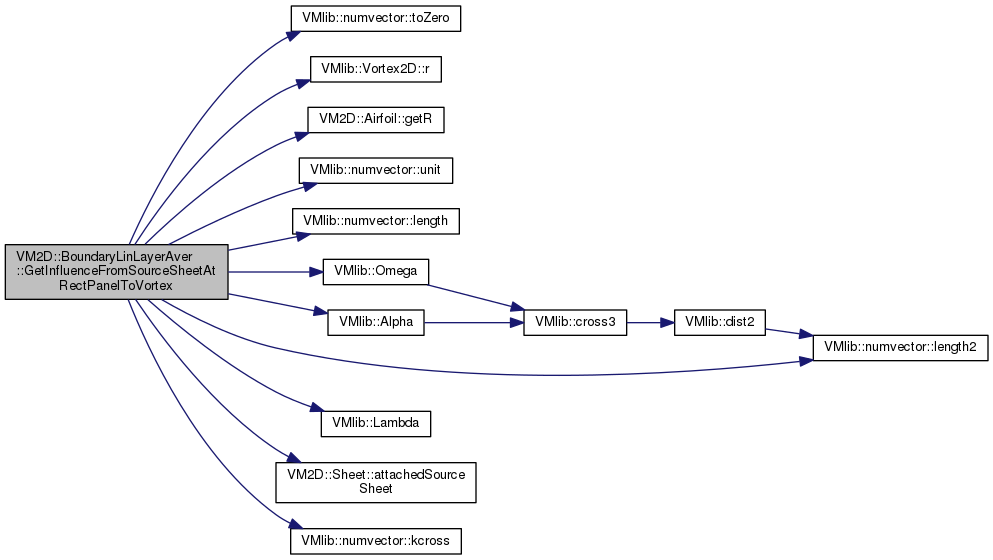 VMlib::numvector::toZero
VMlib::Vortex2D::r
VM2D::Airfoil::getR
VMlib::numvector::unit
VMlib::numvector::length
VM2D::BoundaryLinLayerAver
::GetInfluenceFromSourceSheetAt
RectPanelToVortex
VMlib::Omega
VMlib::Alpha
VMlib::cross3
VMlib::dist2
VMlib::numvector::length2
VMlib::Lambda
VM2D::Sheet::attachedSource
Sheet
VMlib::numvector::kcross